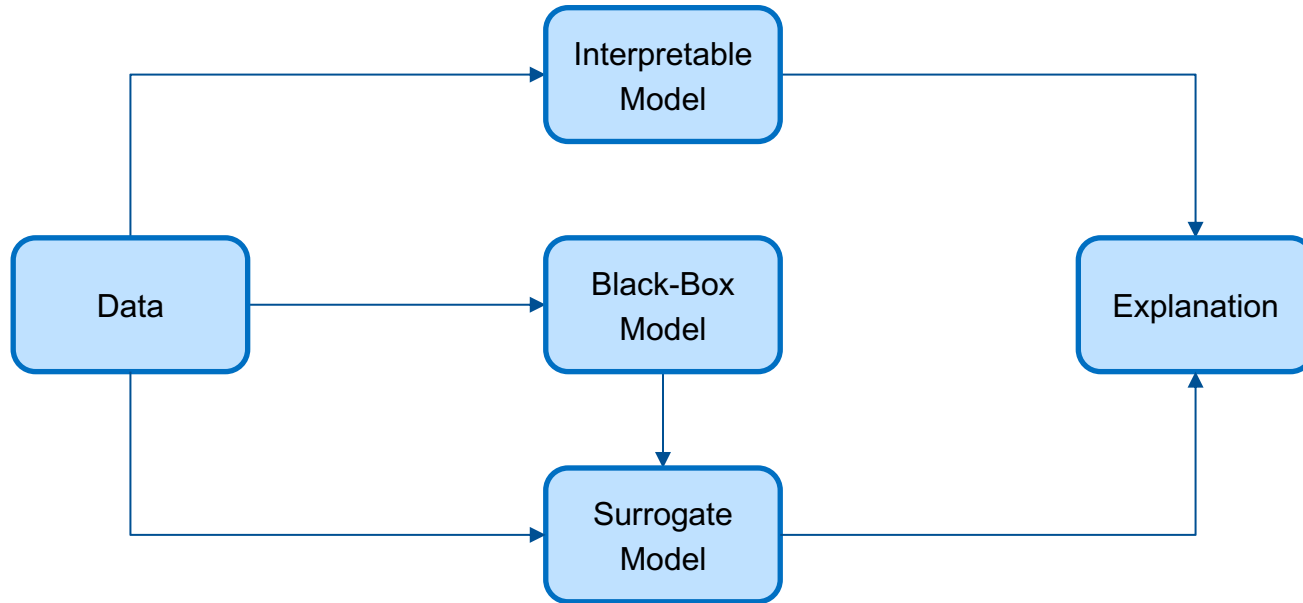 Interpretable
Model
Data
Black-Box
Model
Explanation
Surrogate
Model